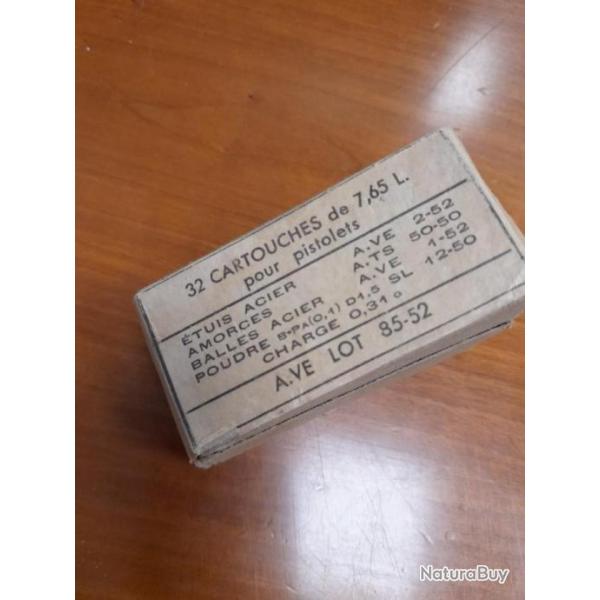 32 CARTOUCHES de 7,65 L.
pour pistolets
ÉTUIS ACIER A.VE 2-52
AMORCES A.TS 50-50
BALLES ACIER A.VE 1-52
POUDRE B-PA(0,1) D1,5 SL 12-50
CHARGE 0,31 G
A.VE LOT 85-52
NaturaBuy